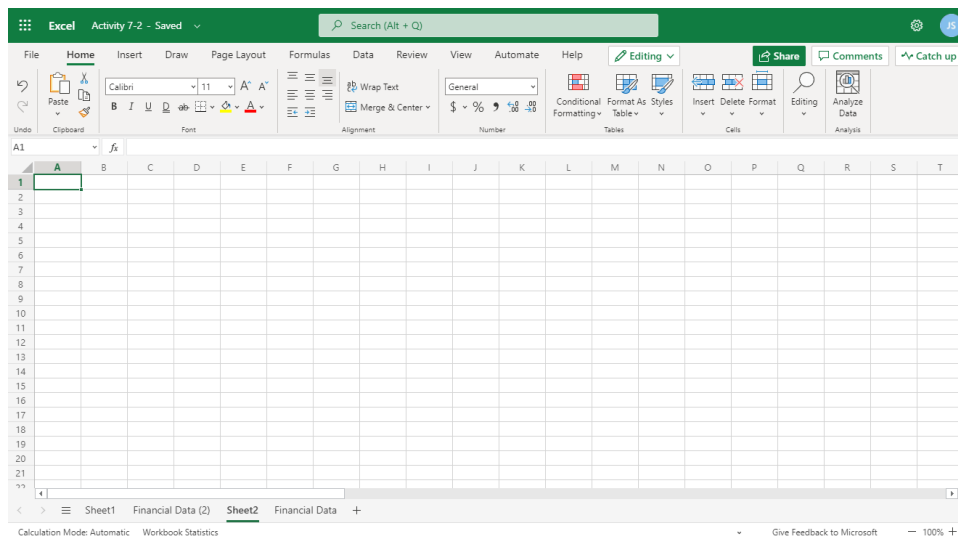 Excel Activity 7-2 - Saved Search (Alt + Q) JS
File Home Insert Draw Page Layout Formulas Data Review View Automate Help Editing Share Comments Catch up
Calibri 11 A^ A˅ Wrap Text General
Paste B I U D ab A Merge & Center $ % 9 .00 Conditional Formatting Format As Table Styles Insert Delete Format Editing Analyze Data
Undo Clipboard Font Alignment Number Tables Cells Analysis
A1 fx
A B C D E F G H I J K L M N O P Q R S T
1
2
3
4
5
6
7
8
9
10
11
12
13
14
15
16
17
18
19
20
21
22
Sheet1 Financial Data (2) Sheet2 Financial Data +
Calculation Mode: Automatic Workbook Statistics Give Feedback to Microsoft — 100% +